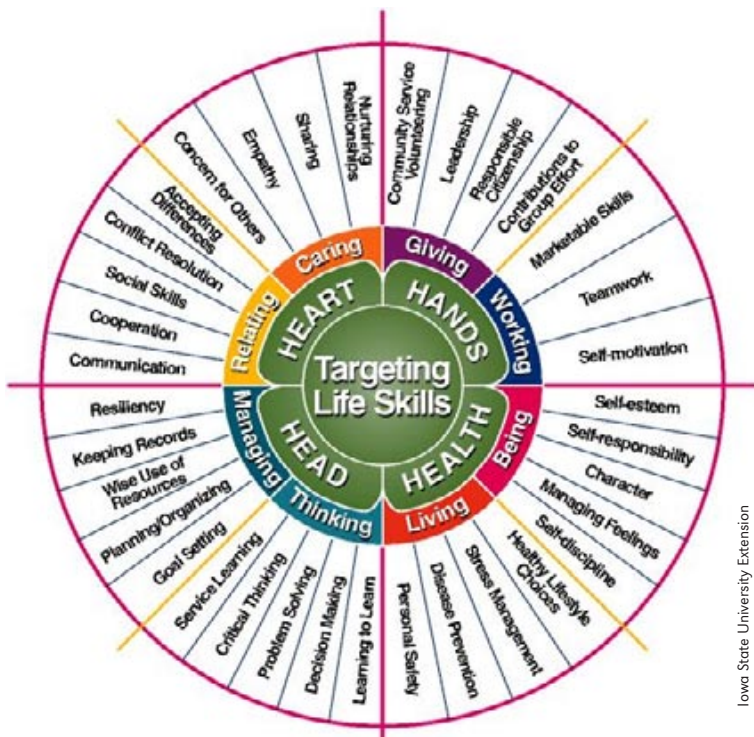 Nurturing
Relationships
Sharing
Empathy
Concern for Others
Accepting
Differences
Conflict Resolution
Social Skills
Cooperation
Communication
Community Service
Volunteering
Leadership
Responsible
Citizenship
Contributions to
Group Effort
Marketable Skills
Teamwork
Self-motivation
Caring
Giving
Relating
HEART
HANDS
Working
Targeting
Life Skills
Managing
HEAD
HEALTH
Being
Thinking
Living
Resiliency
Keeping Records
Wise Use of
Resources
Planning/Organizing
Goal Setting
Service Learning
Critical Thinking
Problem Solving
Decision Making
Learning to Learn
Self-esteem
Self-responsibility
Character
Managing Feelings
Self-discipline
Healthy Lifestyle
Choices
Stress Management
Disease Prevention
Personal Safety
Iowa State University Extension